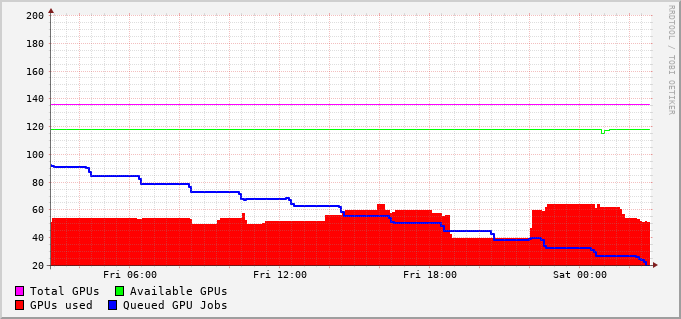 200
180
160
140
120
100
80
60
40
20
Fri 06:00 Fri 12:00 Fri 18:00 Sat 00:00
Total GPUs Available GPUs
GPUs used Queued GPU Jobs
RRDTOOL / TOBI OETIKER